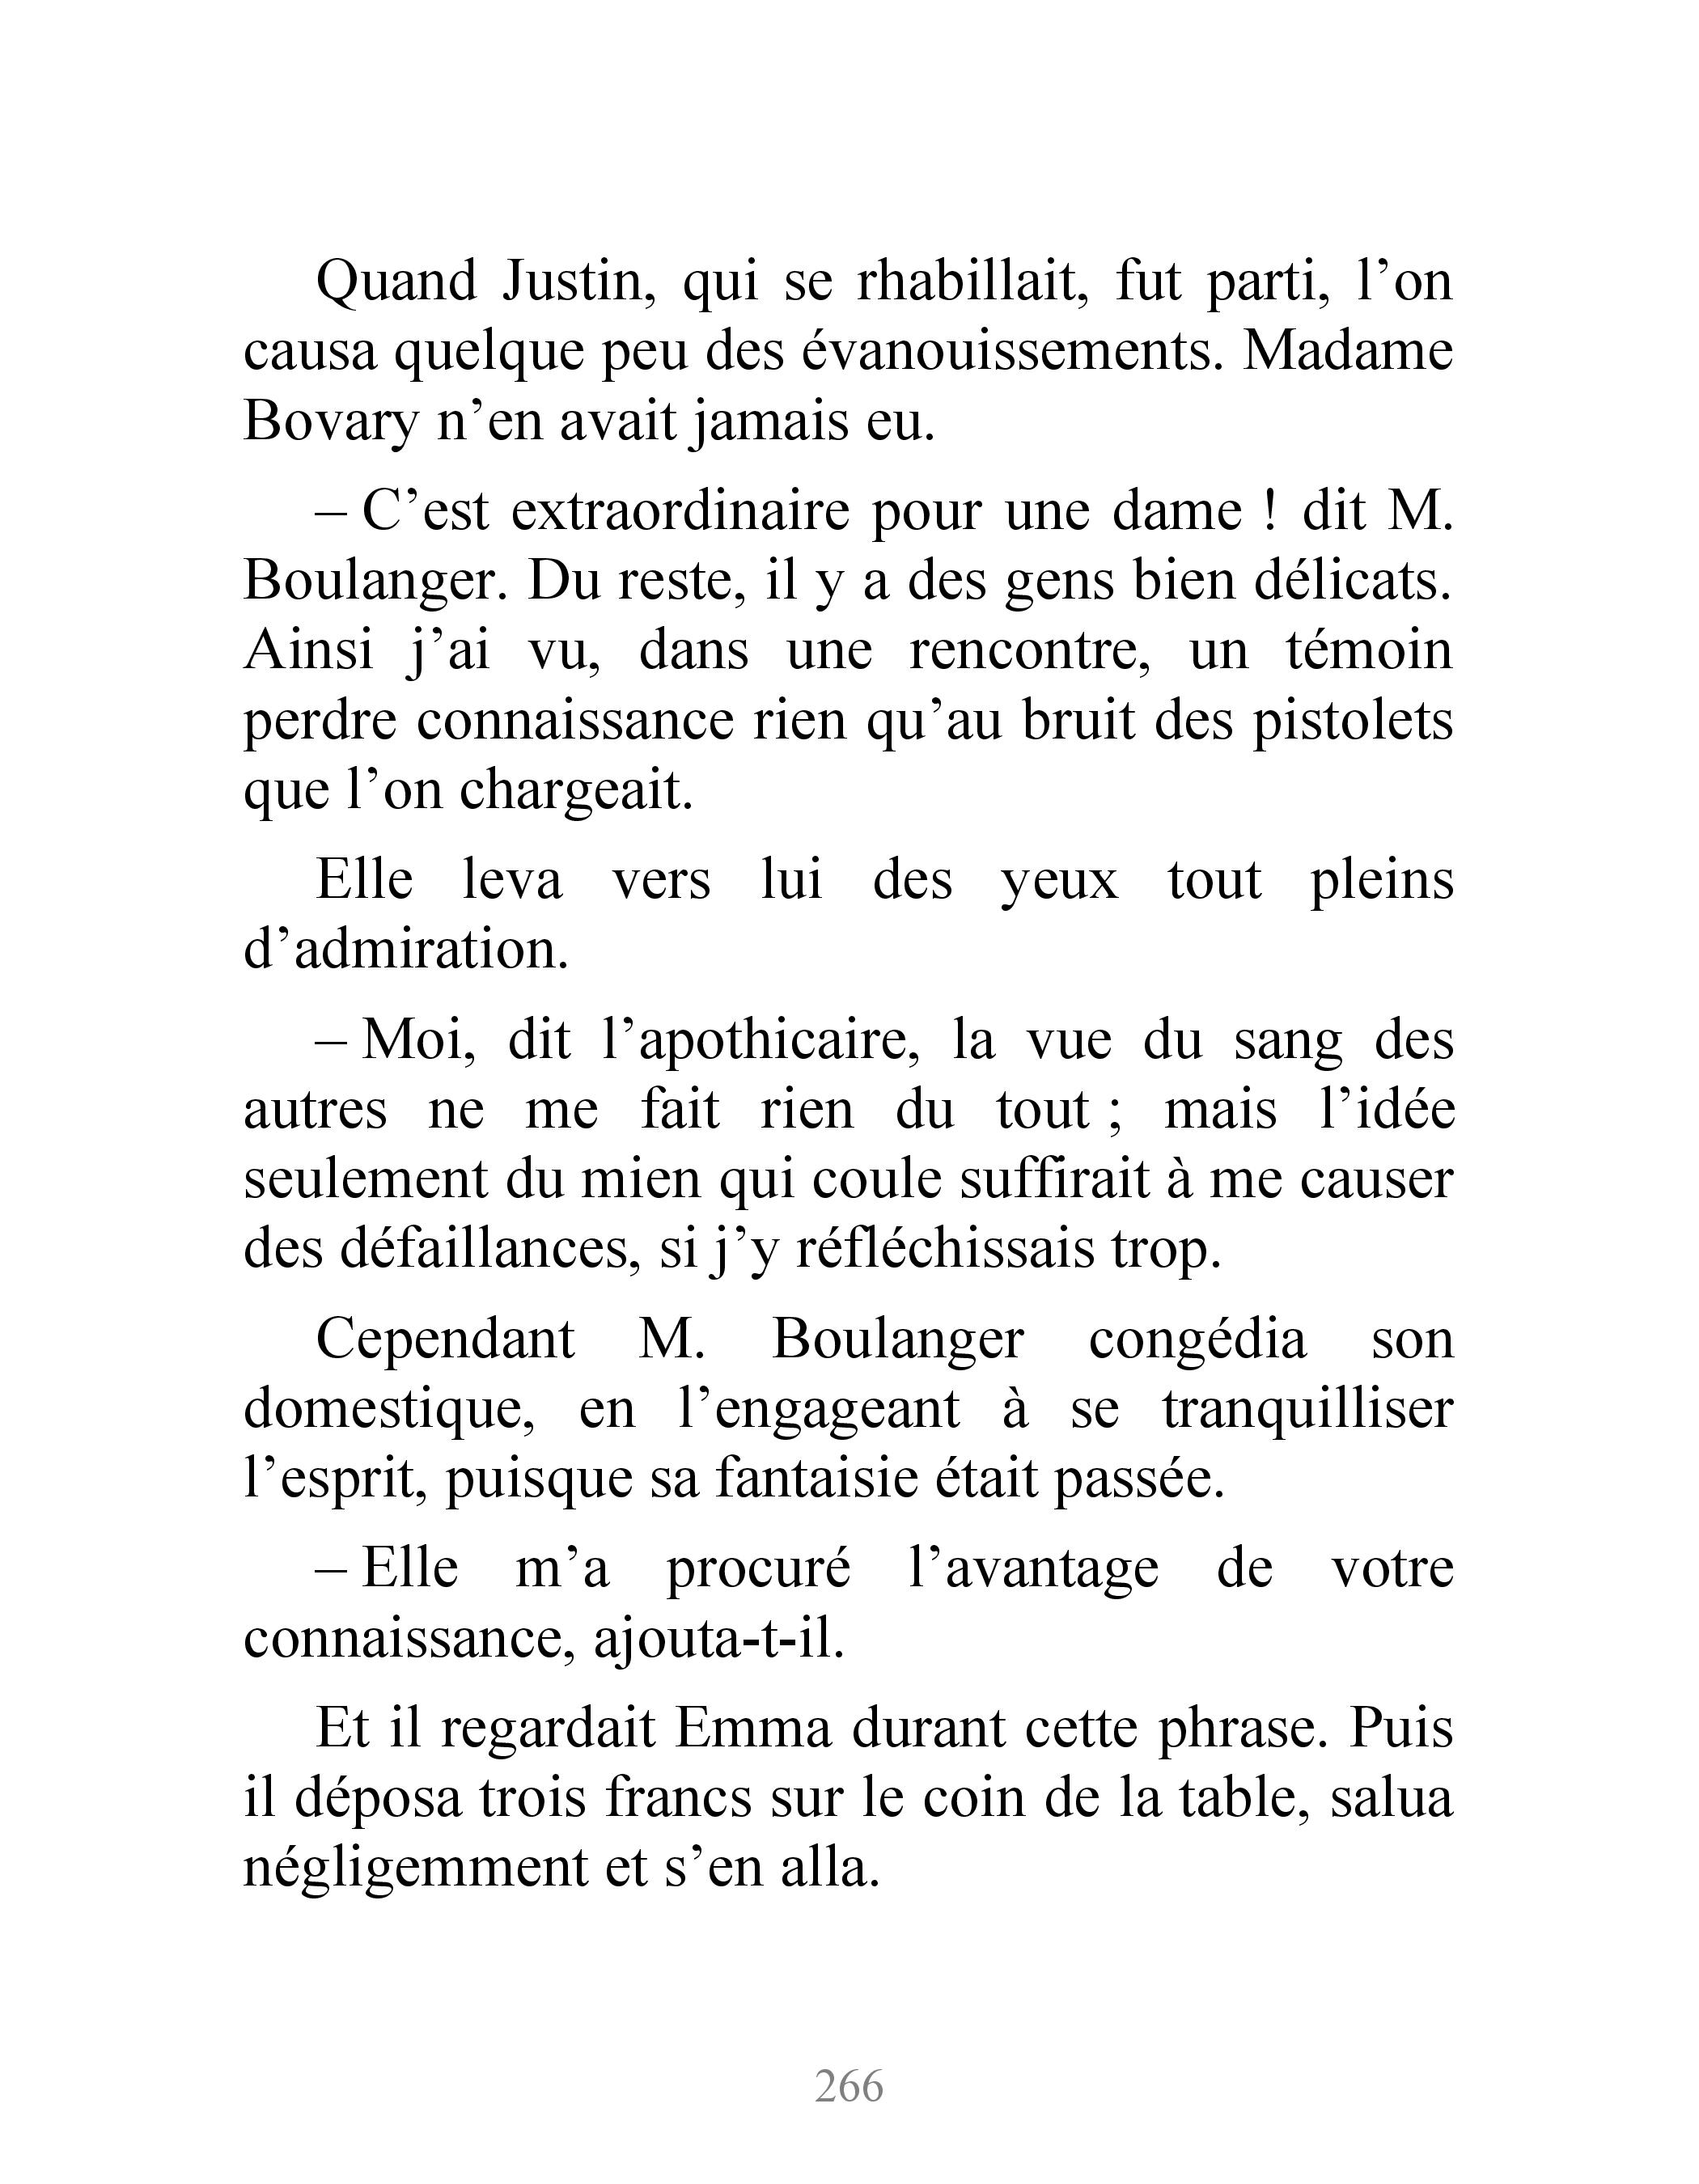 Quand Justin, qui se rhabillait, fut parti, l’on
causa quelque peu des évanouissements. Madame
Bovary n’en avait jamais eu.
– C’est extraordinaire pour une dame ! dit M.
Boulanger. Du reste, il y a des gens bien délicats.
Ainsi j’ai vu, dans une rencontre, un témoin
perdre connaissance rien qu’au bruit des pistolets
que l’on chargeait.
Elle leva vers lui des yeux tout pleins
d’admiration.
– Moi, dit l’apothicaire, la vue du sang des
autres ne me fait rien du tout ; mais l’idée
seulement du mien qui coule suffirait à me causer
des défaillances, si j’y réfléchissais trop.
Cependant M. Boulanger congédia son
domestique, en l’engageant à se tranquilliser
l’esprit, puisque sa fantaisie était passée.
– Elle m’a procuré l’avantage de votre
connaissance, ajouta-t-il.
Et il regardait Emma durant cette phrase. Puis
il déposa trois francs sur le coin de la table, salua
négligemment et s’en alla.
266